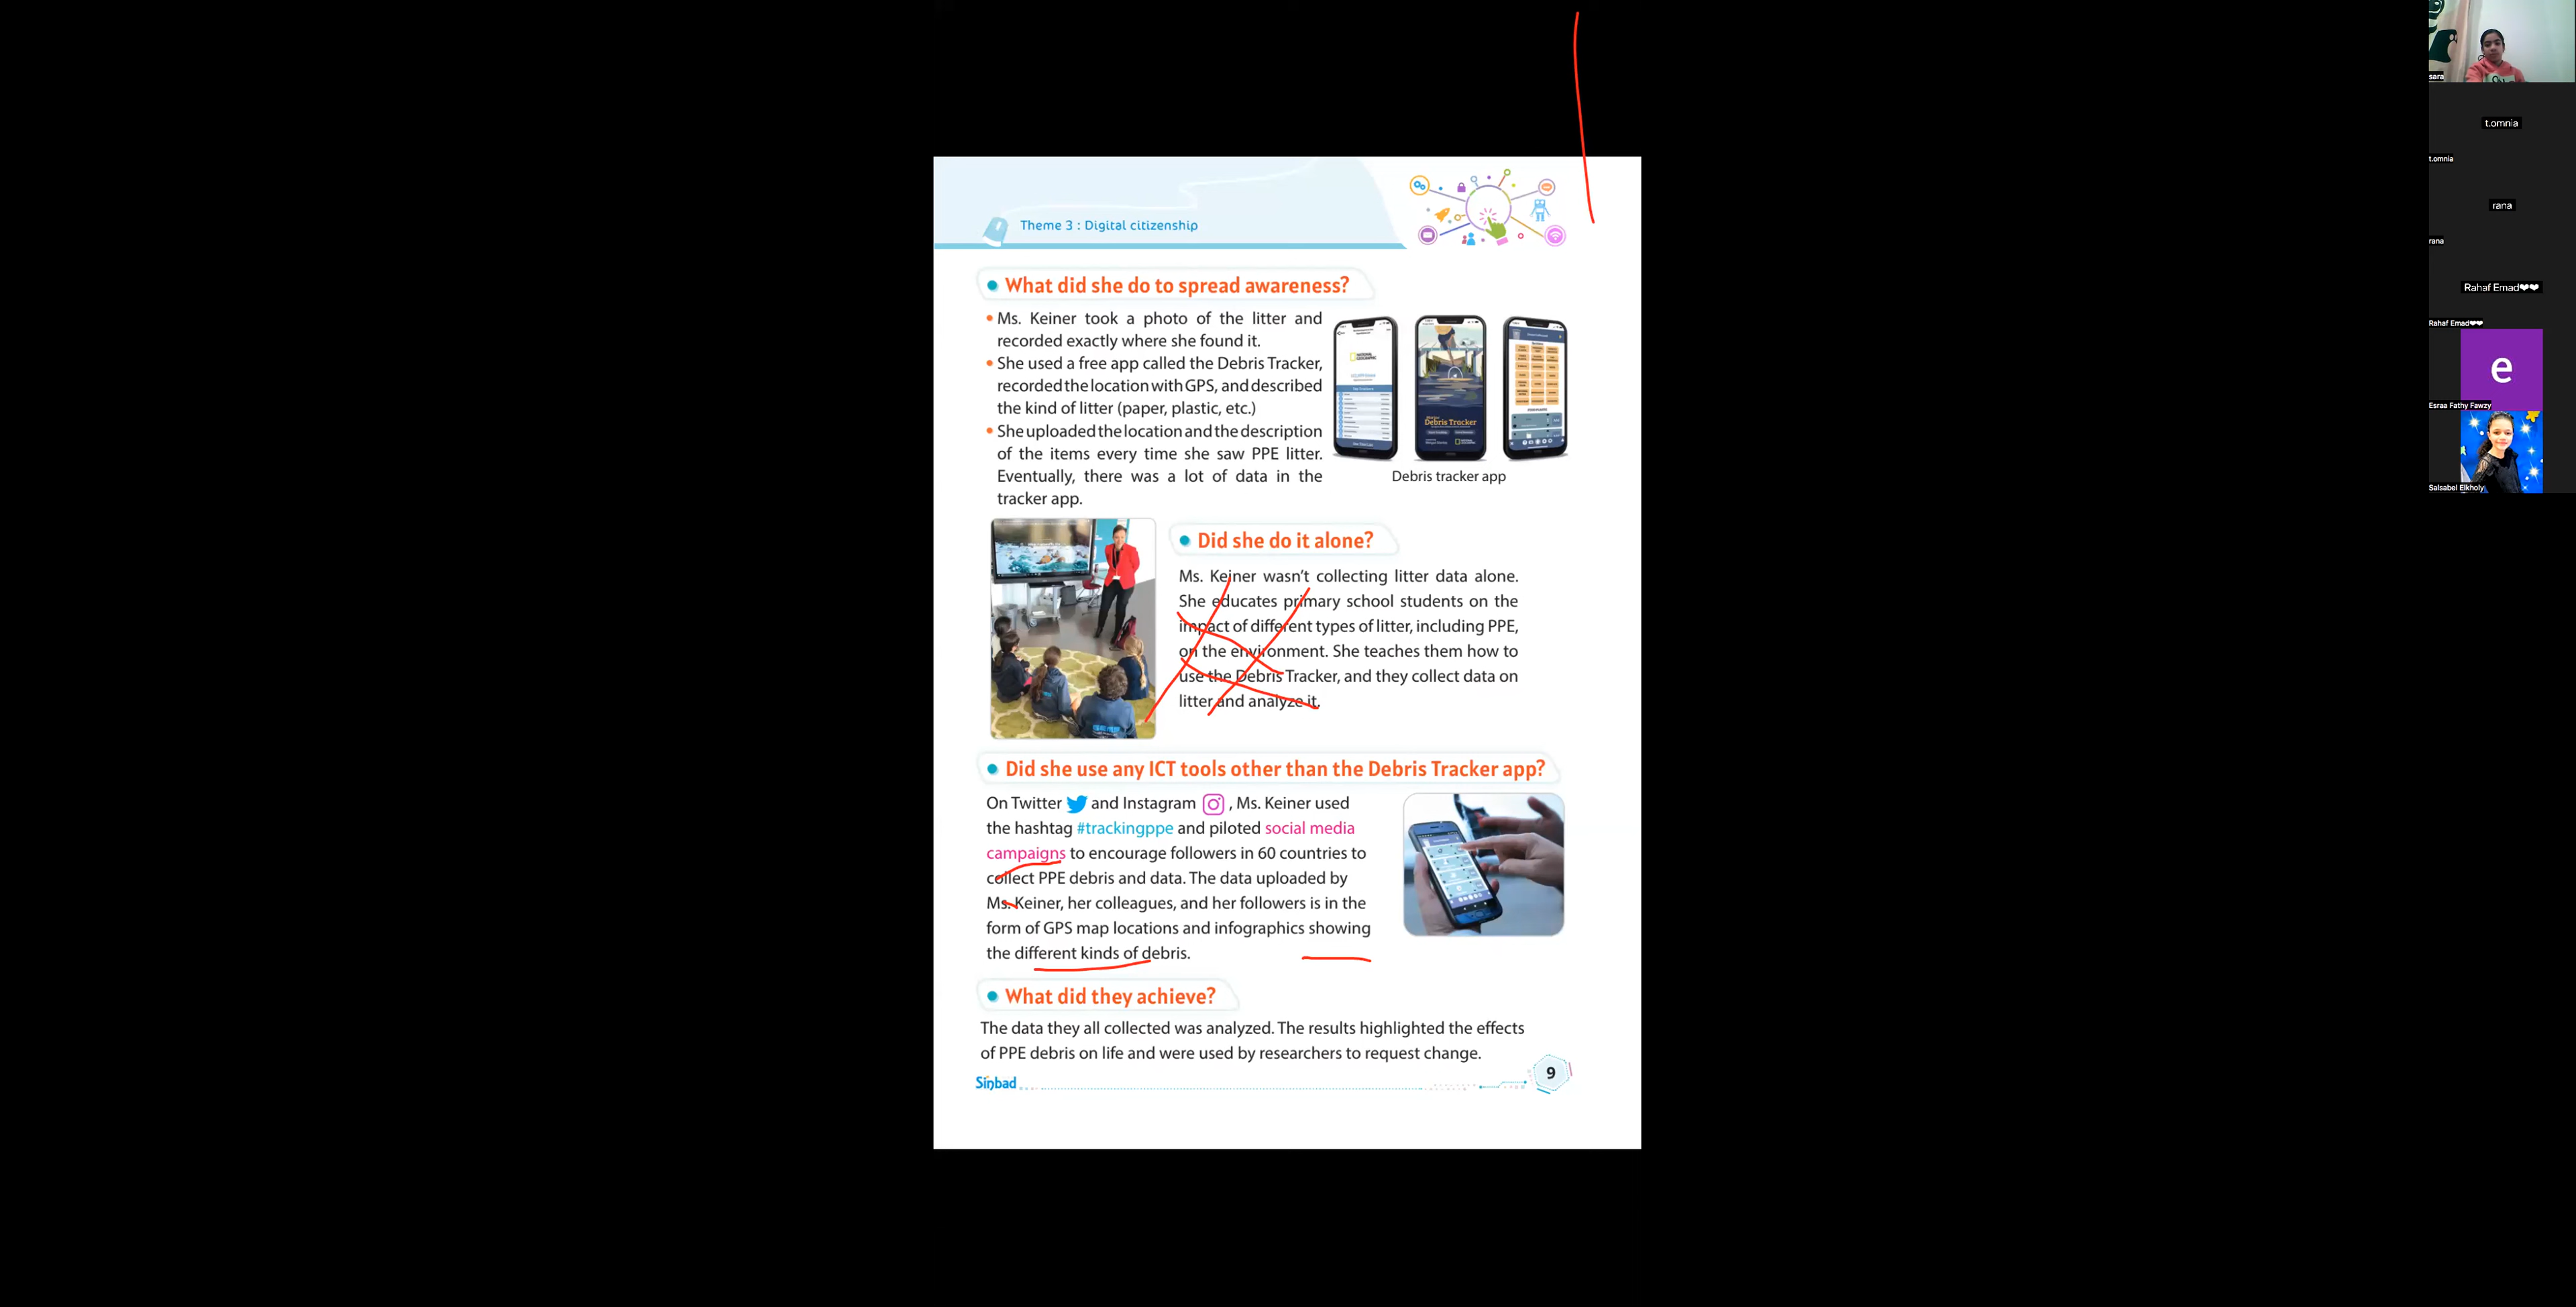 Theme 3 : Digital citizenship
What did she do to spread awareness?
Ms. Keiner took a photo of the litter and
recorded exactly where she found it.
She used a free app called the Debris Tracker,
recorded the location with GPS, and described
the kind of litter (paper, plastic, etc.)
She uploaded the location and the description
of the items every time she saw PPE litter.
Eventually, there was a lot of data in the
tracker app.
NATIONAL
GEOGRAPHIC
Debris Tracker
Debris tracker app
Did she do it alone?
Ms. Keiner wasn't collecting litter data alone.
She educates primary school students on the
impact of different types of litter, including PPE,
on the environment. She teaches them how to
use the Debris Tracker, and they collect data on
litter and analyze it.
Did she use any ICT tools other than the Debris Tracker app?
On Twitter and Instagram , Ms. Keiner used
the hashtag #trackingppe and piloted social media
campaigns to encourage followers in 60 countries to
collect PPE debris and data. The data uploaded by
Ms. Keiner, her colleagues, and her followers is in the
form of GPS map locations and infographics showing
the different kinds of debris.
What did they achieve?
The data they all collected was analyzed. The results highlighted the effects
of PPE debris on life and were used by researchers to request change.
Sinbad
9
sara
t.omnia
t.omnia
rana
rana
Rahaf Emad❤❤
Rahaf Emad❤❤
e
Esraa Fathy Fawzy
Salsabel Elkholy